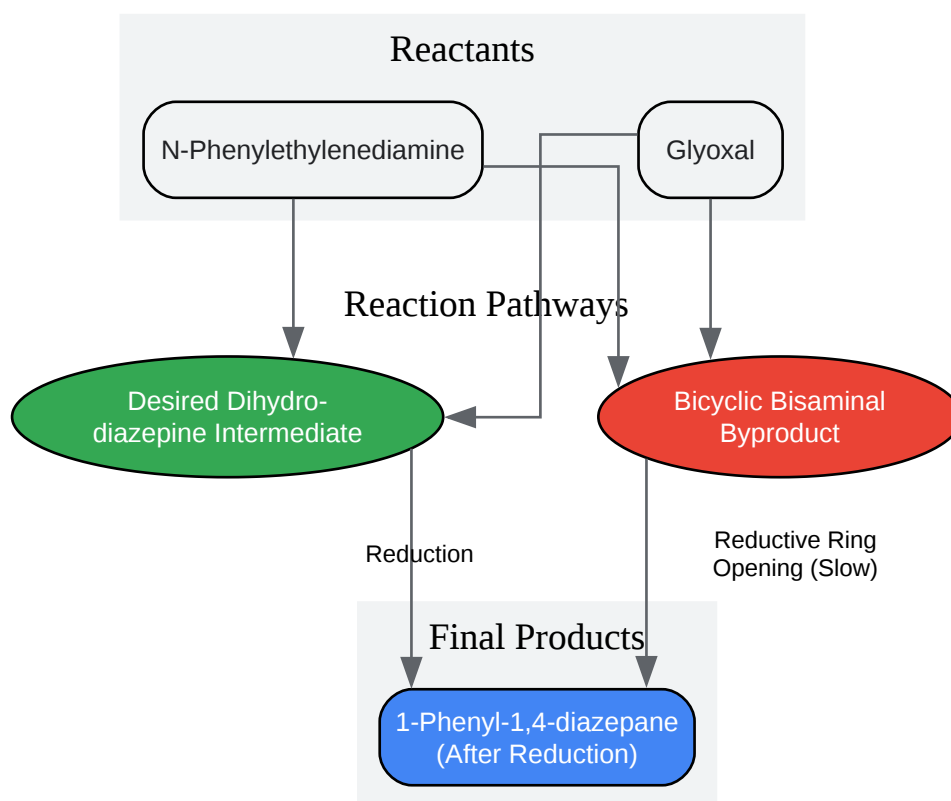 Reactants
N-Phenylethylenediamine
Glyoxal
Reaction Pathways
Desired Dihydro-
diazepine Intermediate
Bicyclic Bisaminal
Byproduct
Reduction
Reductive Ring
Opening (Slow)
Final Products
1-Phenyl-1,4-diazepane
(After Reduction)